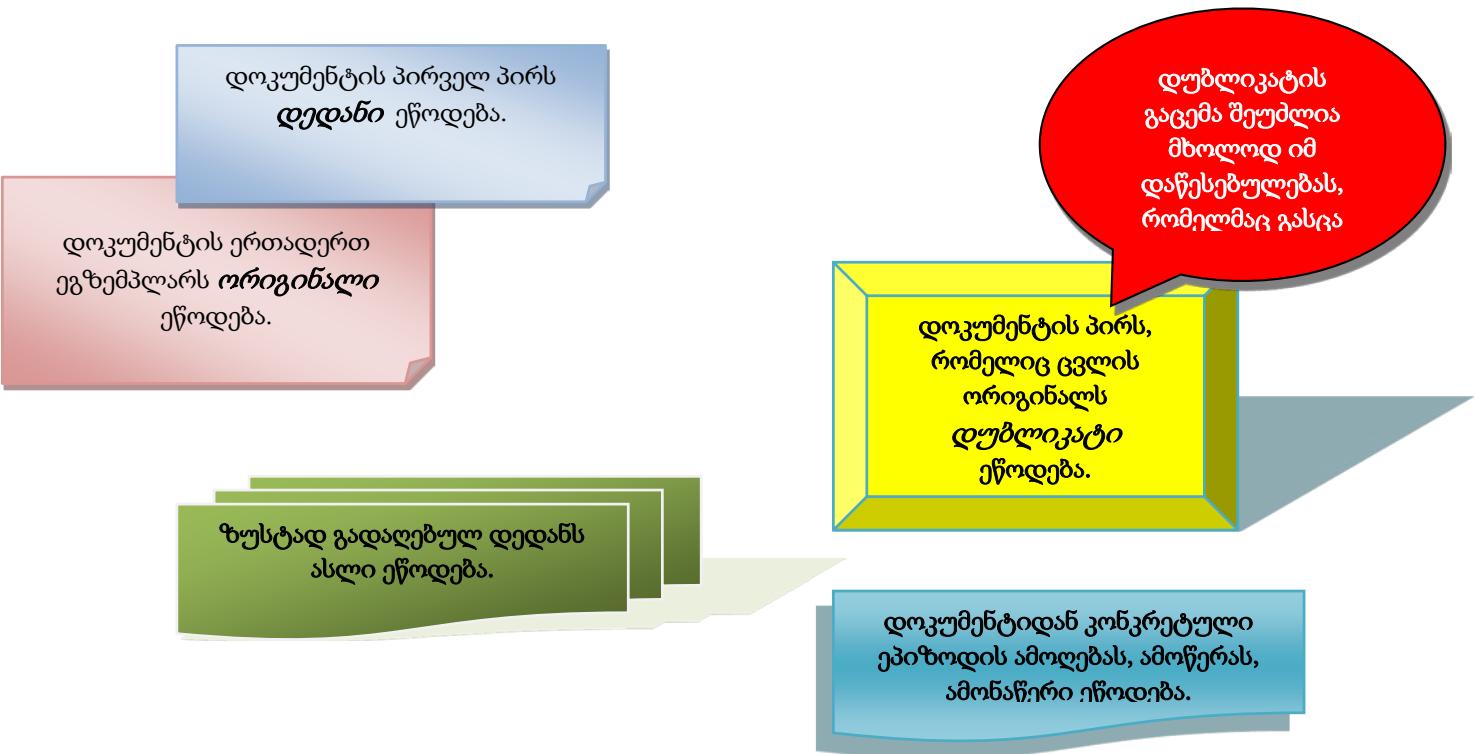 დოკუმენტის პირველ პირს
დედანი ეწოდება.
დოკუმენტის ერთადერთ
ეგზემპლარს ორიგინალი
ეწოდება.
დუბლიკატის
გაცემა შეუძლია
მხოლოდ იმ
დაწესებულებას,
რომელმაც გასცა
დოკუმენტის პირს,
რომელიც ცვლის
ორიგინალს
დუბლიკატი
ეწოდება.
ზუსტად გადაღებულ დედანს
ასლი ეწოდება.
დოკუმენტიდან კონკრეტული
ეპიზოდის ამოღებას, ამოწერას,
ამონაწერი ეწოდება.